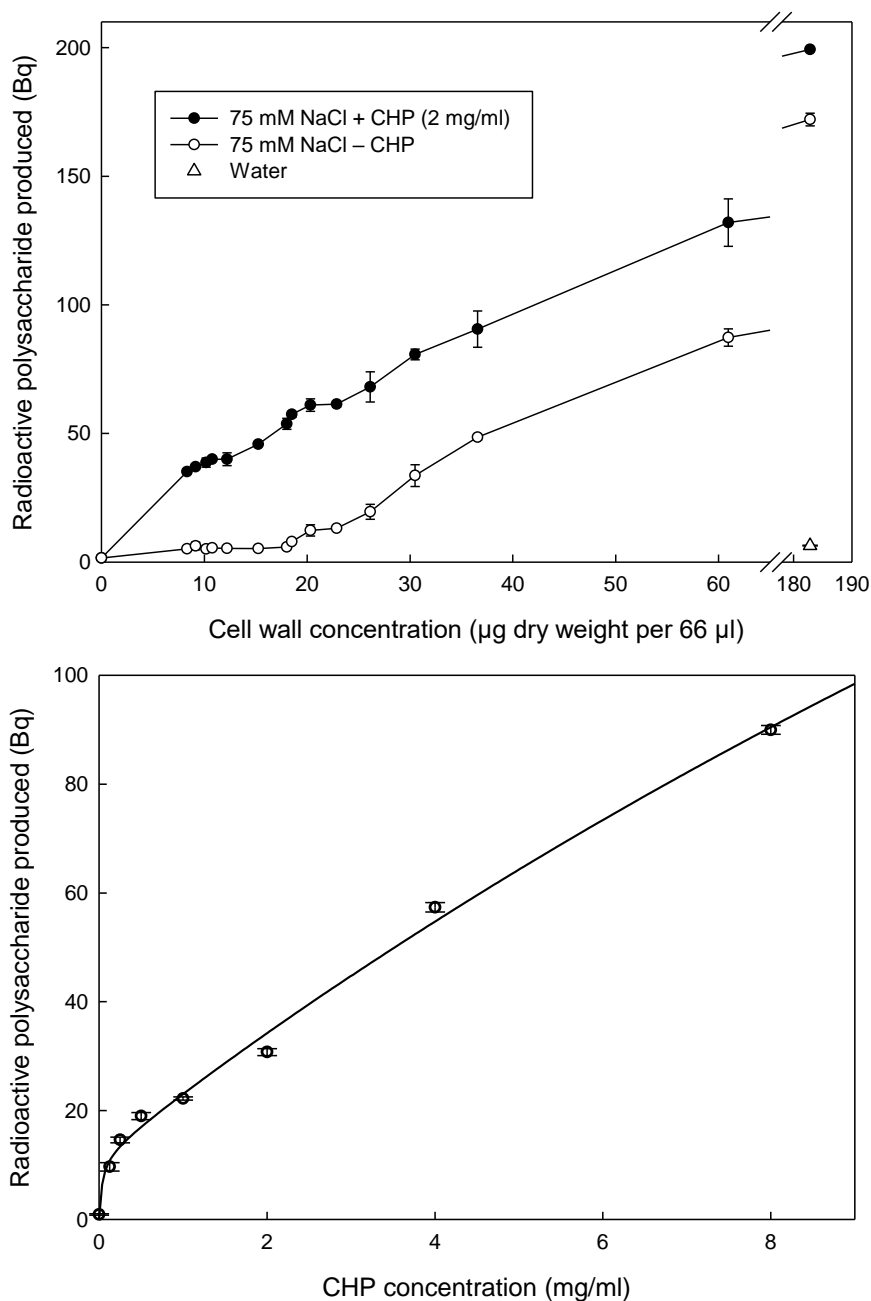 Radioactive polysaccharide produced (Bq)
200
150
100
50
0
75 mM NaCl + CHP (2 mg/ml)
75 mM NaCl – CHP
Water
0 10 20 30 40 50 60 180 190
Cell wall concentration (µg dry weight per 66 µl)
Radioactive polysaccharide produced (Bq)
100
80
60
40
20
0
0 2 4 6 8
CHP concentration (mg/ml)